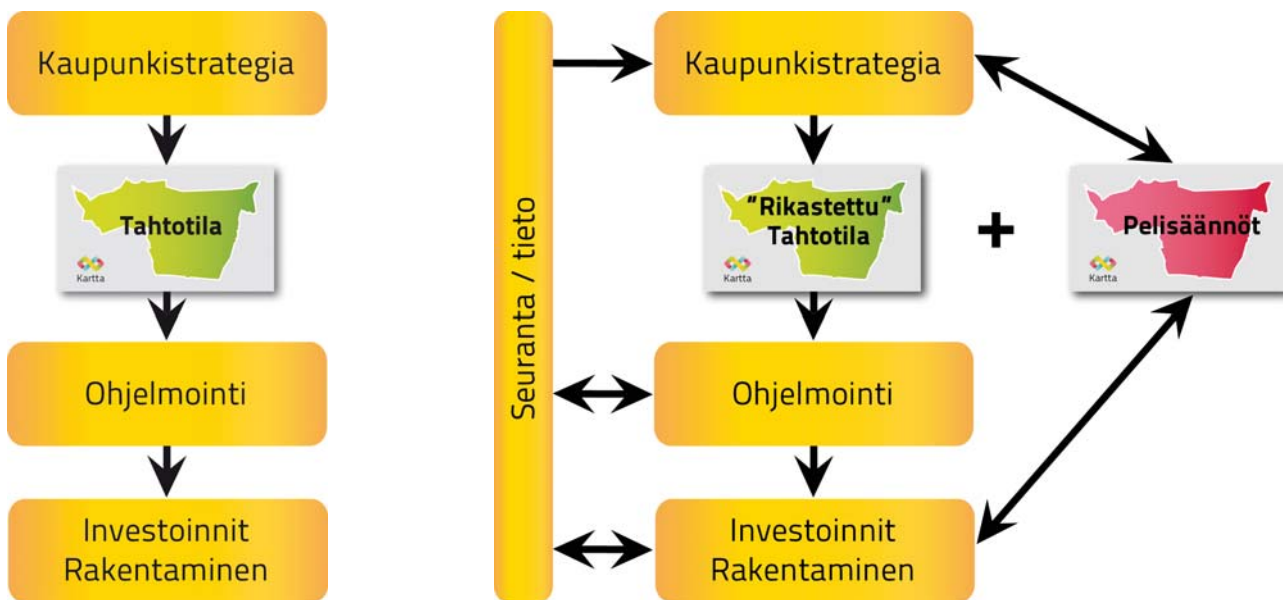 Kaupunkistrategia
Tahtotila
Kartta
Ohjelmointi
Investoinnit
Rakentaminen
Seuranta / tieto
Kaupunkistrategia
"Rikastettu"
Tahtotila
Kartta
+
Pelisäännöt
Kartta
Ohjelmointi
Investoinnit
Rakentaminen